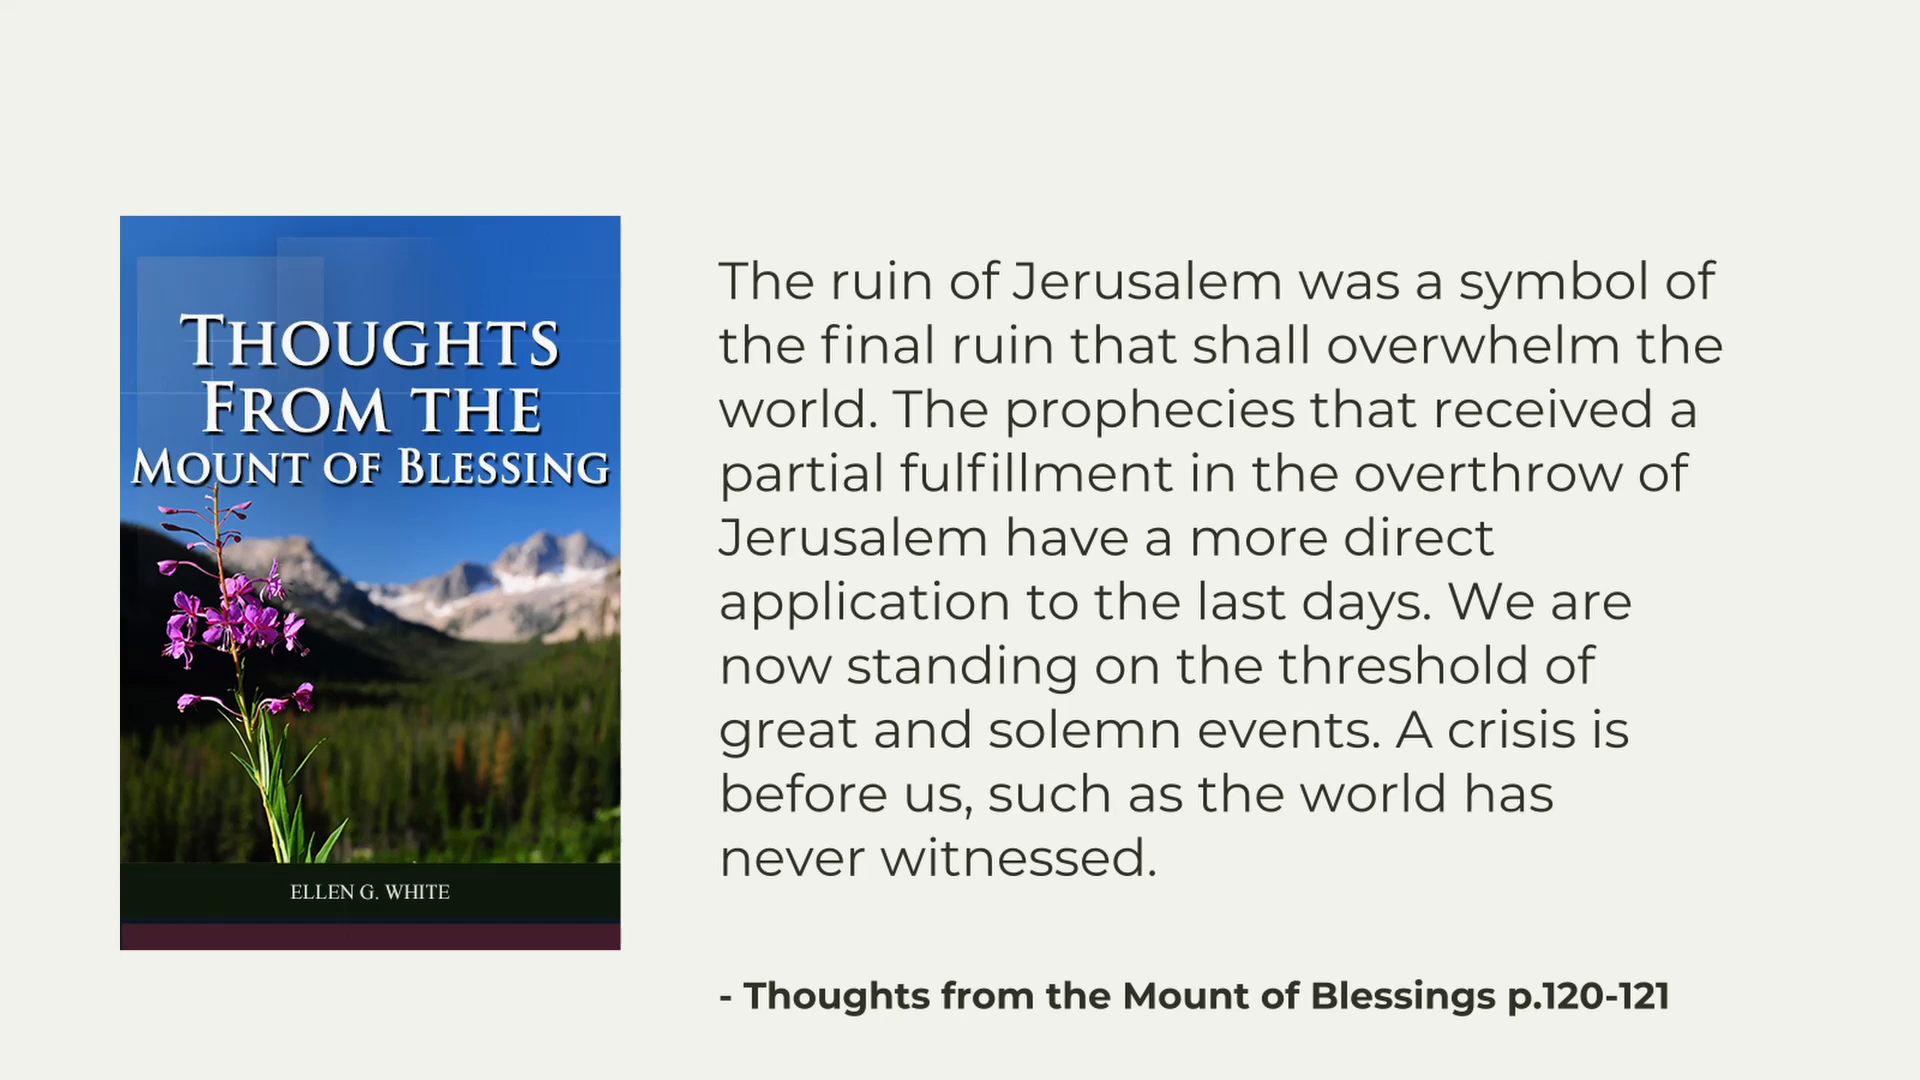 THOUGHTS
FROM THE
MOUNT OF BLESSING
ELLEN G. WHITE
The ruin of Jerusalem was a symbol of
the final ruin that shall overwhelm the
world. The prophecies that received a
partial fulfillment in the overthrow of
Jerusalem have a more direct
application to the last days. We are
now standing on the threshold of
great and solemn events. A crisis is
before us, such as the world has
never witnessed.
- Thoughts from the Mount of Blessings p.120-121